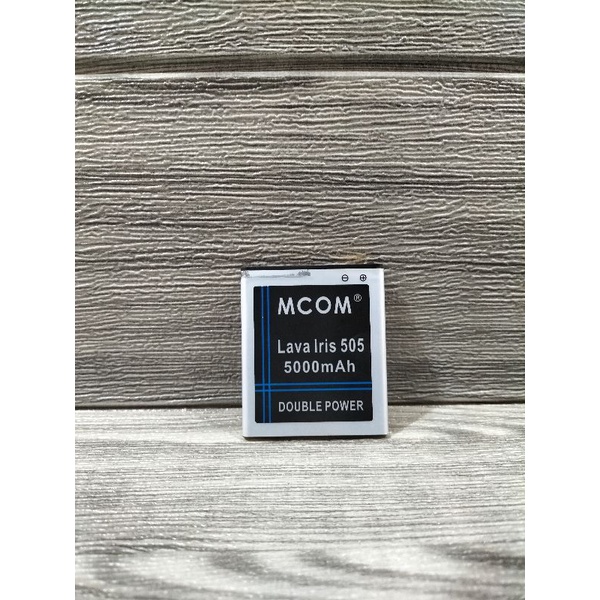 ⊖ ⊕
MCOM®
Lava Iris 505
5000mAh
DOUBLE POWER